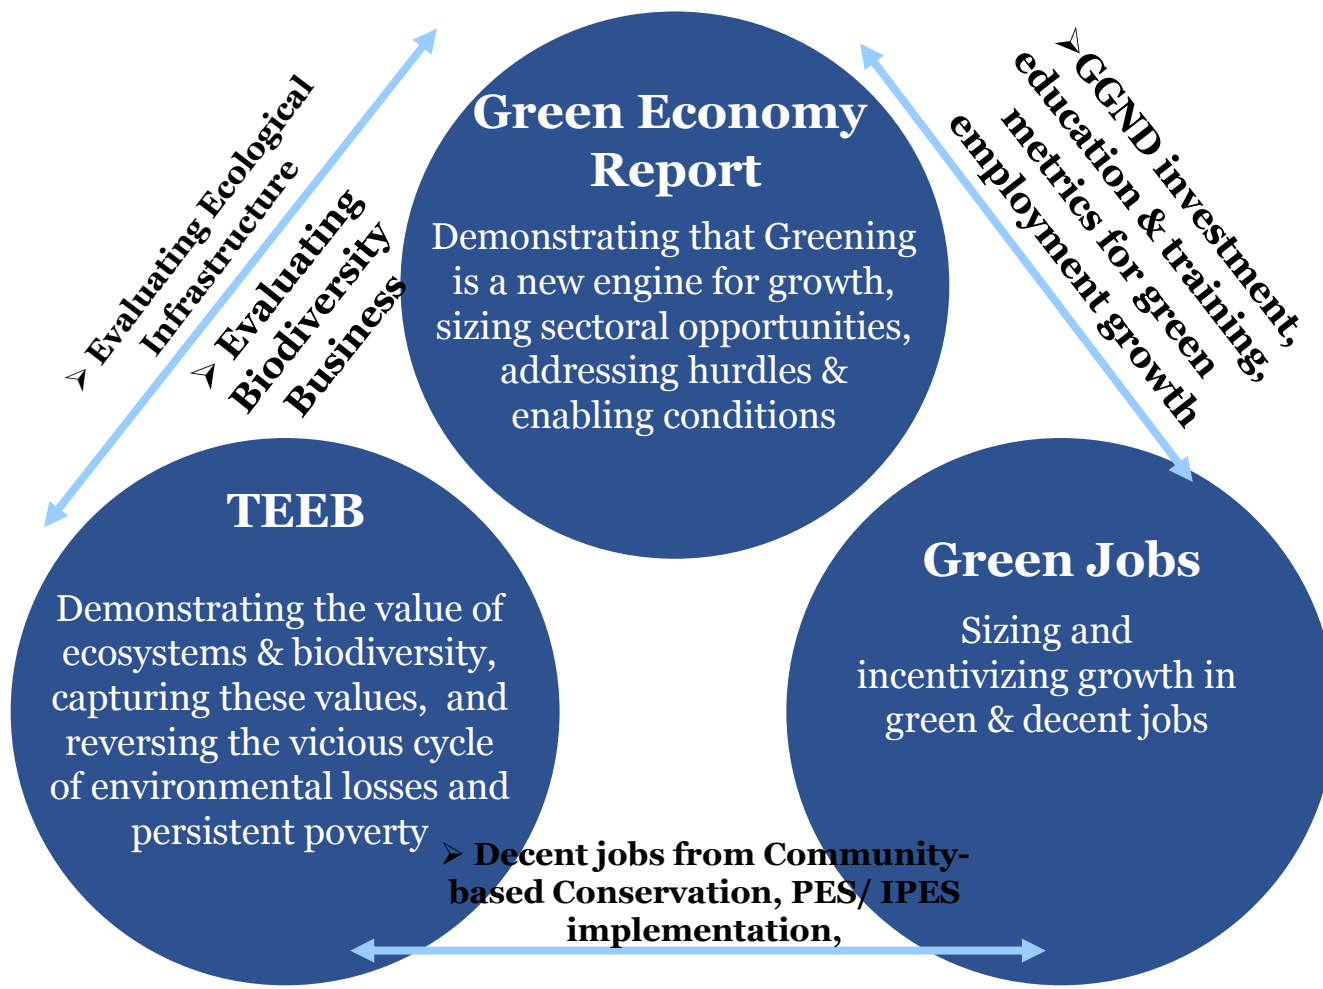 Green Economy
Report
Demonstrating that Greening
is a new engine for growth,
sizing sectoral opportunities,
addressing hurdles &
enabling conditions
➢ Evaluating Ecological
Infrastructure
➢ Evaluating
Biodiversity
Business
➢GGND investment,
education & training,
metrics for green
employment growth
TEEB
Demonstrating the value of
ecosystems & biodiversity,
capturing these values, and
reversing the vicious cycle
of environmental losses and
persistent poverty
Green Jobs
Sizing and
incentivizing growth in
green & decent jobs
➢ Decent jobs from Community-
based Conservation, PES/ IPES
implementation,